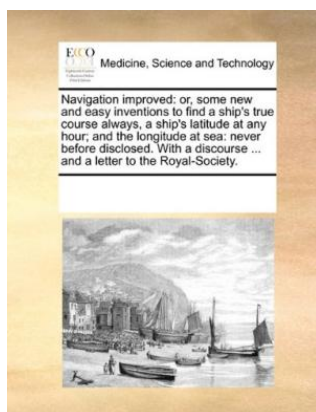 ECCO
Medicine, Science and Technology
Navigation improved: or, some new
and easy inventions to find a ship's true
course always, a ship's latitude at any
hour; and the longitude at sea: never
before disclosed. With a discourse ...
and a letter to the Royal-Society.